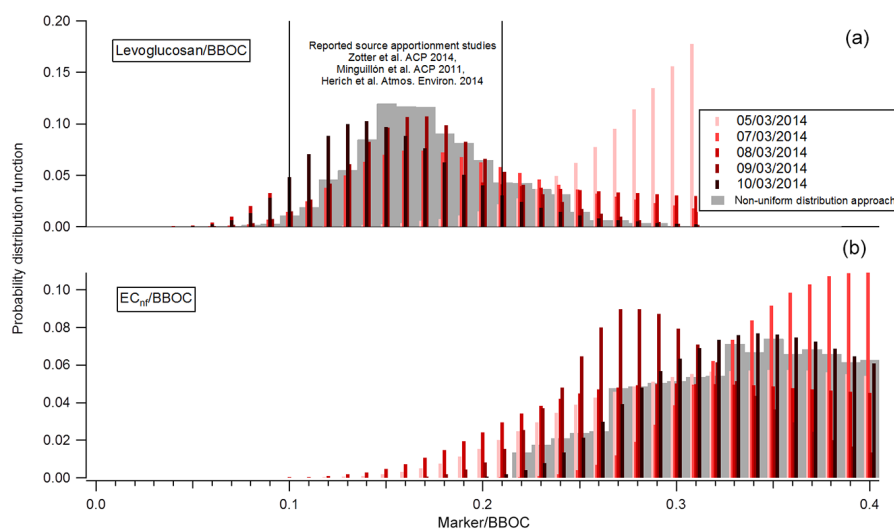 0.20
(a)
Levoglucosan/BBOC
Reported source apportionment studies
Zotter et al. ACP 2014,
Minguillón et al. ACP 2011,
Herich et al. Atmos. Environ. 2014
0.15
0.10
0.05
0.00
05/03/2014
07/03/2014
08/03/2014
09/03/2014
10/03/2014
Non-uniform distribution approach
Probability distribution function
(b)
ECnf/BBOC
0.10
0.08
0.06
0.04
0.02
0.00
0.0 0.1 0.2 0.3 0.4
Marker/BBOC